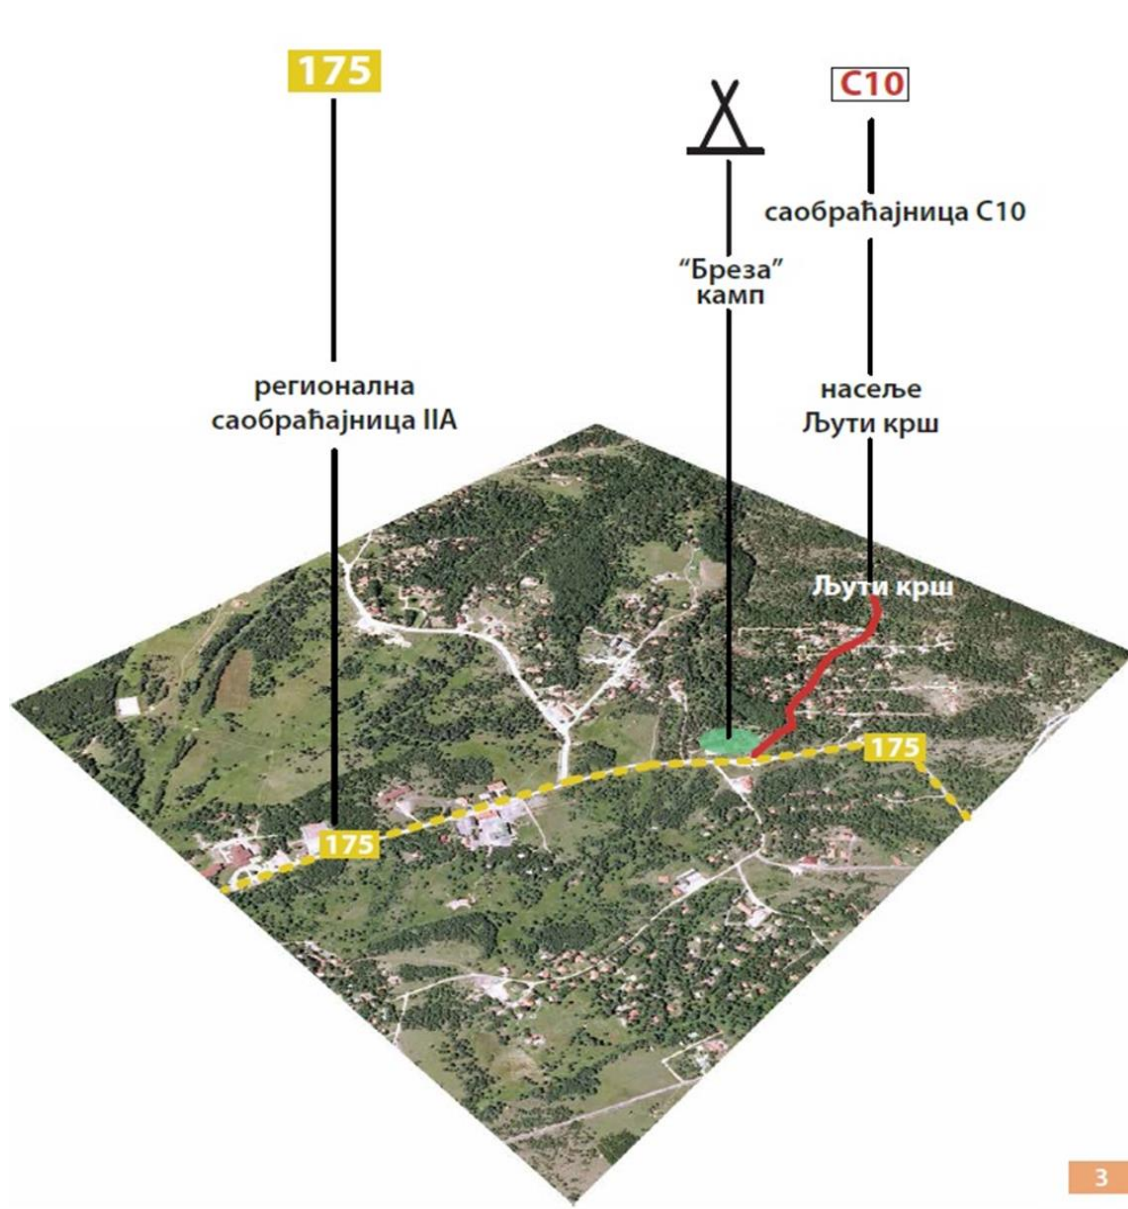 175
C10
саобраћајница C10
“Бреза”
камп
регионална
саобраћајница IIA
насеље
Љути крш
Љути крш
175
175
3